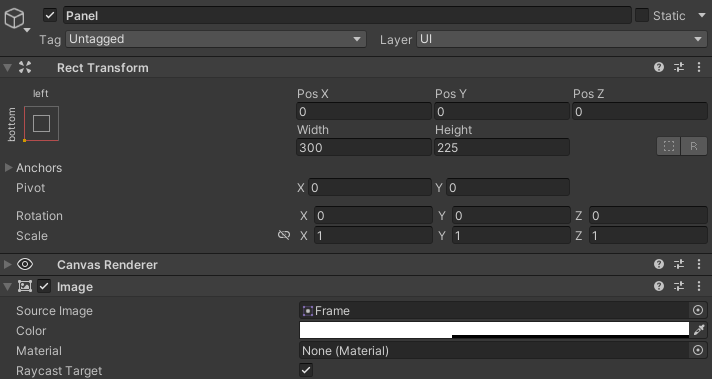 Panel Static
Tag Untagged Layer UI
Rect Transform
left
bottom
Pos X Pos Y Pos Z
0 0 0
Width Height
300 225
R
Anchors
Pivot X 0 Y 0
Rotation X 0 Y 0 Z 0
Scale X 1 Y 1 Z 1
Canvas Renderer
Image
Source Image Frame
Color
Material None (Material)
Raycast Target